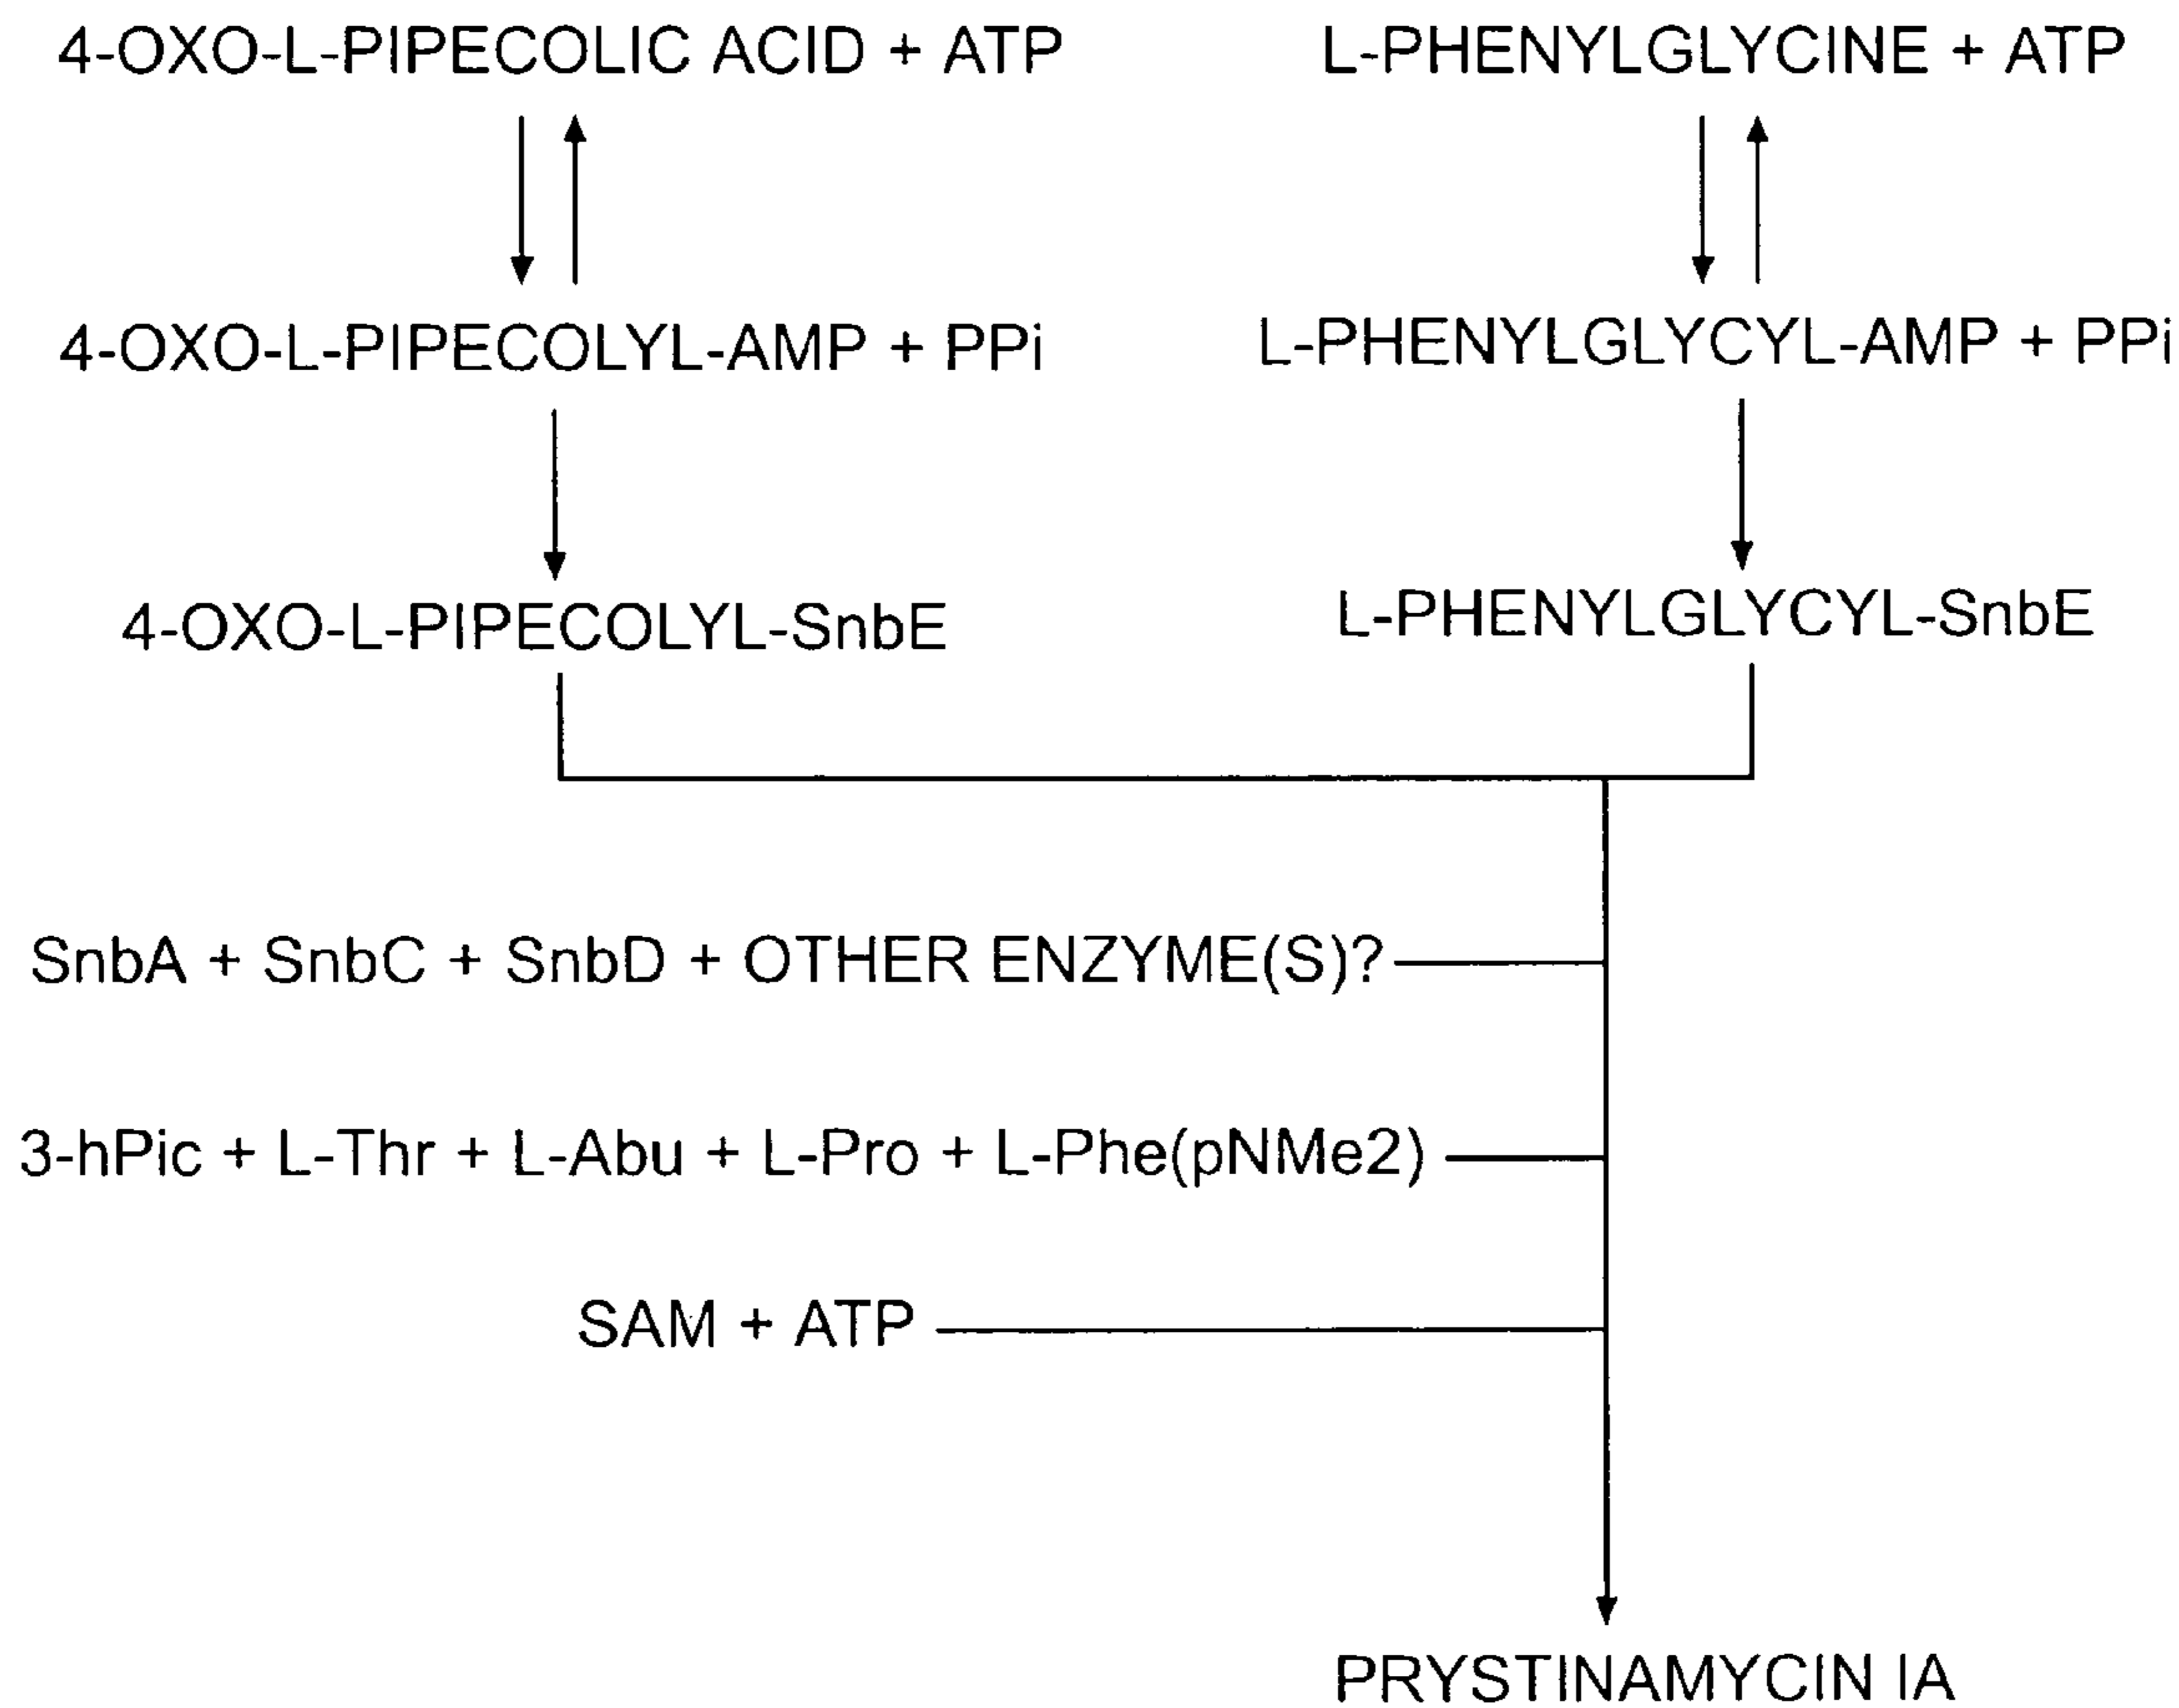 4-OXO-L-PIPECOLIC ACID + ATP
L-PHENYLGLYCINE + ATP
4-OXO-L-PIPECOLYL-AMP + PPi
L-PHENYLGLYCYL-AMP + PPi
4-OXO-L-PIPECOLYL-SnbE
L-PHENYLGLYCYL-SnbE
SnbA + SnbC + SnbD + OTHER ENZYME(S)?
3-hPic + L-Thr + L-Abu + L-Pro + L-Phe(pNMe2)
SAM + ATP
PRYSTINAMYCIN IA